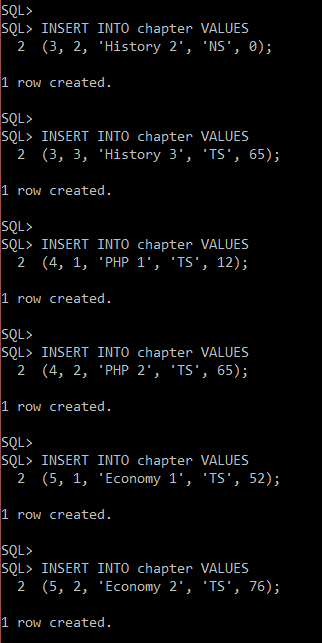 SQL>
SQL> INSERT INTO chapter VALUES
  2  (3, 2, 'History 2', 'NS', 0);
1 row created.
SQL>
SQL> INSERT INTO chapter VALUES
  2  (3, 3, 'History 3', 'TS', 65);
1 row created.
SQL>
SQL> INSERT INTO chapter VALUES
  2  (4, 1, 'PHP 1', 'TS', 12);
1 row created.
SQL>
SQL> INSERT INTO chapter VALUES
  2  (4, 2, 'PHP 2', 'TS', 65);
1 row created.
SQL>
SQL> INSERT INTO chapter VALUES
  2  (5, 1, 'Economy 1', 'TS', 52);
1 row created.
SQL>
SQL> INSERT INTO chapter VALUES
  2  (5, 2, 'Economy 2', 'TS', 76);
1 row created.